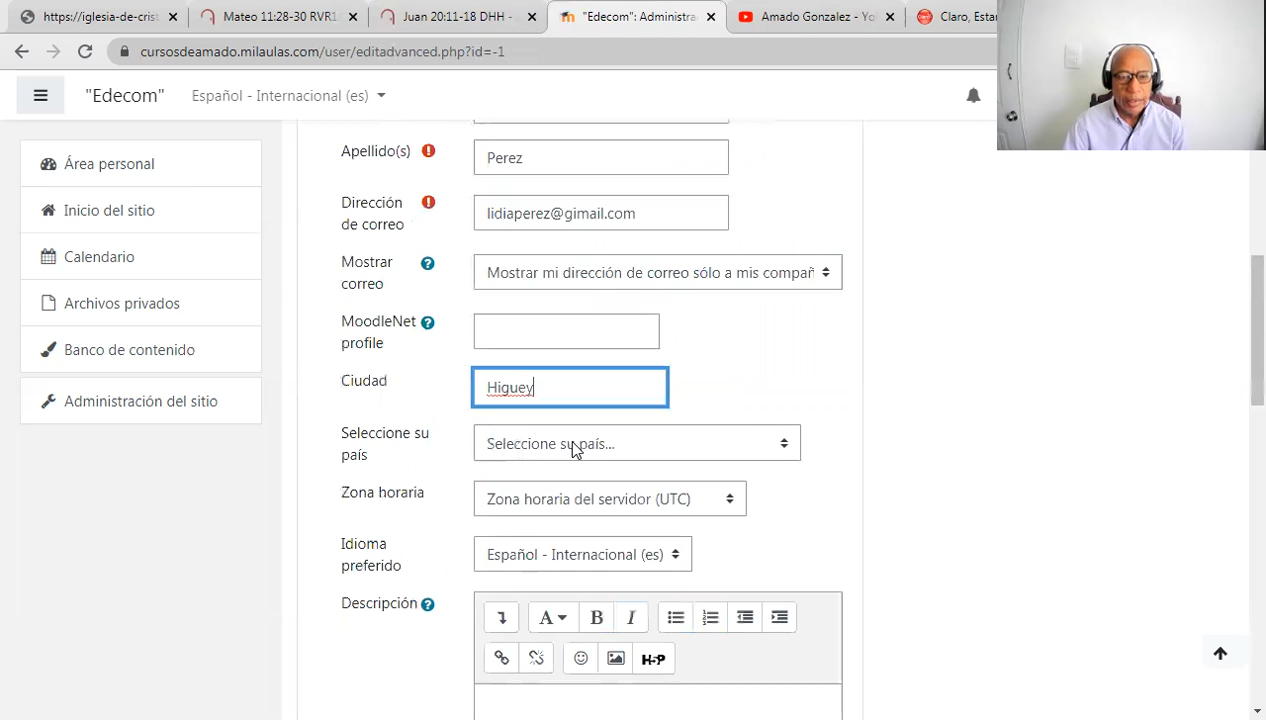 https://iglesia-de-crist
Mateo 11:28-30 RVR1
Juan 20:11-18 DHH -
"Edecom": Administra
Amado Gonzalez - Yo
Claro, Esta
cursosdeamado.milaulas.com/user/editadvanced.php?id=-1
"Edecom"
Español - Internacional (es)
Área personal
Inicio del sitio
Calendario
Archivos privados
Banco de contenido
Administración del sitio
Apellido(s)
Perez
Dirección
de correo
lidiaperez@gimail.com
Mostrar
correo
Mostrar mi dirección de correo sólo a mis compañ
MoodleNet
profile
Ciudad
Higuey
Seleccione su
país
Seleccione su país...
Zona horaria
Zona horaria del servidor (UTC)
Idioma
preferido
Español - Internacional (es)
Descripción
A
B
I
H-P